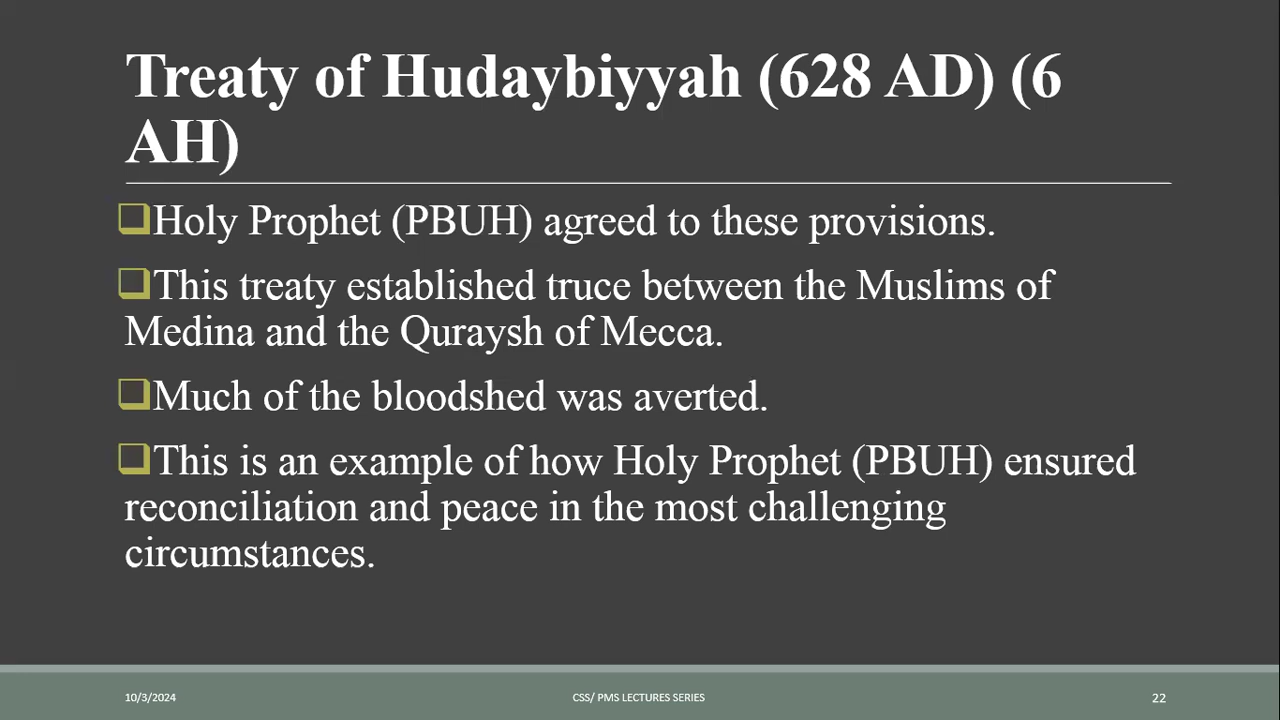 Treaty of Hudaybiyyah (628 AD) (6
AH)
Holy Prophet (PBUH) agreed to these provisions.
This treaty established truce between the Muslims of
Medina and the Quraysh of Mecca.
Much of the bloodshed was averted.
This is an example of how Holy Prophet (PBUH) ensured
reconciliation and peace in the most challenging
circumstances.
10/3/2024
CSS/ PMS LECTURES SERIES
22